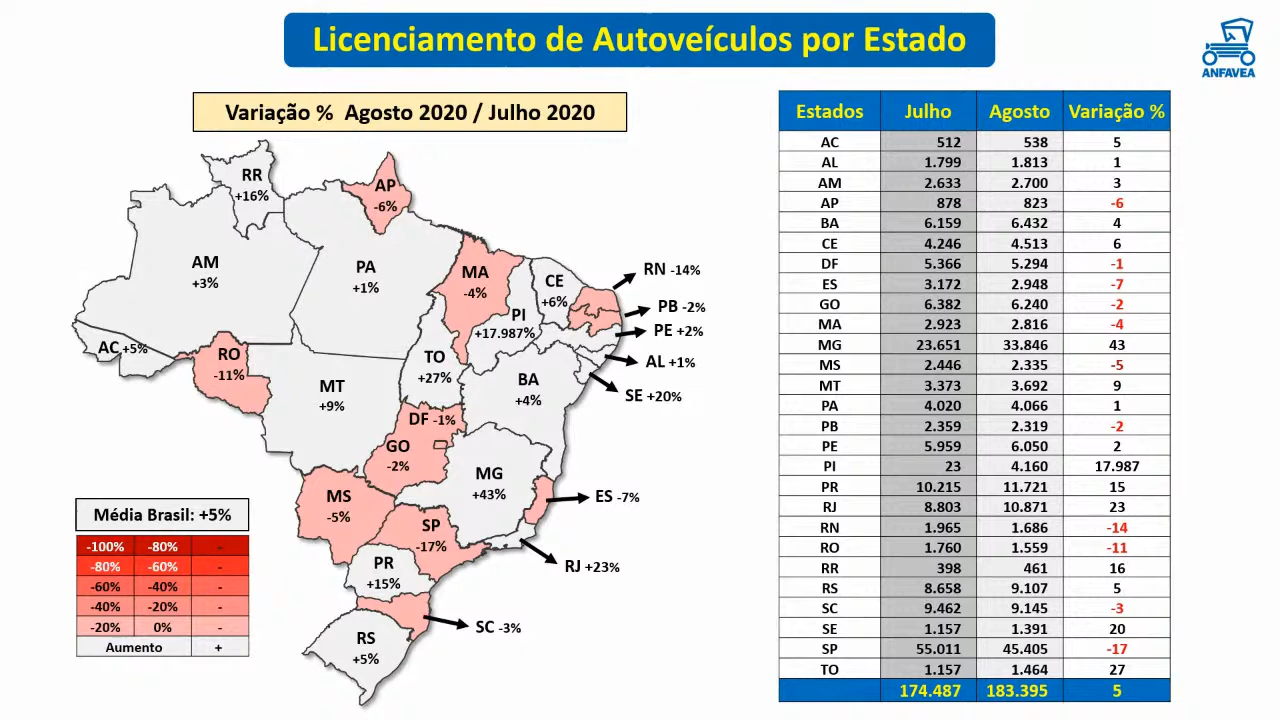 Licenciamento de Autoveículos por Estado
ANFAVEA
Variação % Agosto 2020 / Julho 2020
RR
+16%
AP
-6%
AM
+3%
PA
+1%
MA
-4%
CE
+6%
RN -14%
PB -2%
PI
+17.987%
PE +2%
AC +5%
RO
-11%
TO
+27%
AL +1%
MT
+9%
BA
+4%
SE +20%
DF -1%
GO
-2%
MG
+43%
MS
-5%
ES -7%
SP
-17%
PR
+15%
RJ +23%
SC -3%
RS
+5%
Média Brasil: +5%
-100% -80% -
-80% -60% -
-60% -40% -
-40% -20% -
-20% 0% -
Aumento +
Estados Julho Agosto Variação %
AC 512 538 5
AL 1.799 1.813 1
AM 2.633 2.700 3
AP 878 823 -6
BA 6.159 6.432 4
CE 4.246 4.513 6
DF 5.366 5.294 -1
ES 3.172 2.948 -7
GO 6.382 6.240 -2
MA 2.923 2.816 -4
MG 23.651 33.846 43
MS 2.446 2.335 -5
MT 3.373 3.692 9
PA 4.020 4.066 1
PB 2.359 2.319 -2
PE 5.959 6.050 2
PI 23 4.160 17.987
PR 10.215 11.721 15
RJ 8.803 10.871 23
RN 1.965 1.686 -14
RO 1.760 1.559 -11
RR 398 461 16
RS 8.658 9.107 5
SC 9.462 9.145 -3
SE 1.157 1.391 20
SP 55.011 45.405 -17
TO 1.157 1.464 27
174.487 183.395 5